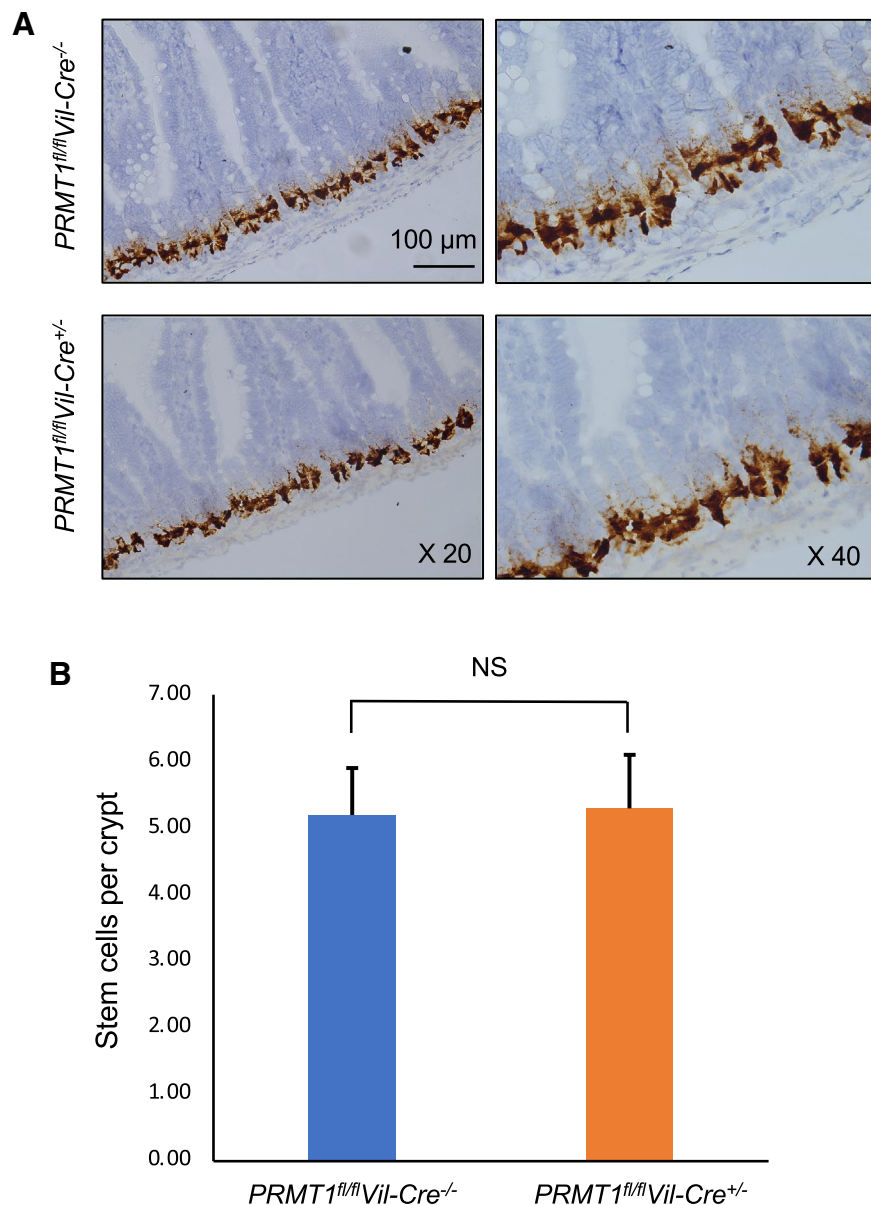 A
PRMT1fl/flVil-Cre-/-
100 µm
PRMT1fl/flVil-Cre+/-
X 20
X 40
B
NS
7.00
6.00
5.00
4.00
3.00
2.00
1.00
0.00
Stem cells per crypt
PRMT1fl/flVil-Cre-/-
PRMT1fl/flVil-Cre+/-